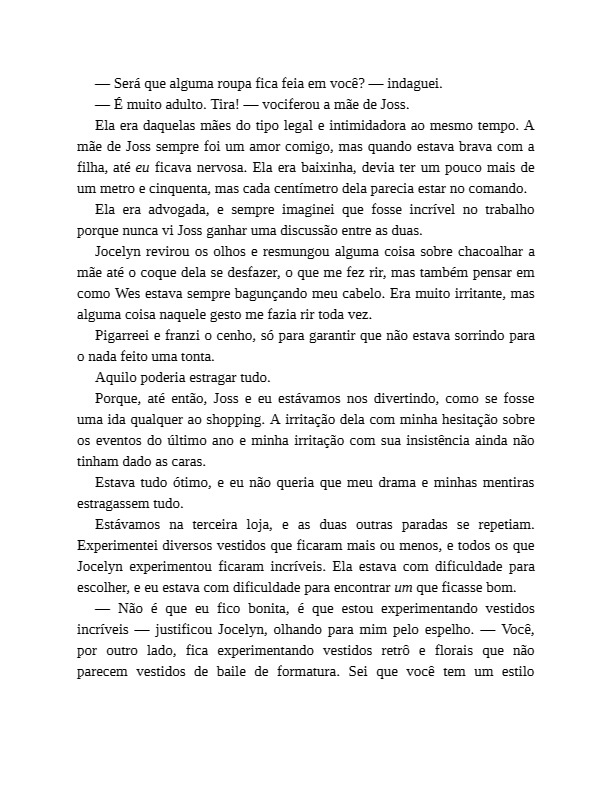 — Será que alguma roupa fica feia em você? — indaguei.
— É muito adulto. Tira! — vociferou a mãe de Joss.
Ela era daquelas mães do tipo legal e intimidadora ao mesmo tempo. A
mãe de Joss sempre foi um amor comigo, mas quando estava brava com a
filha, até eu ficava nervosa. Ela era baixinha, devia ter um pouco mais de
um metro e cinquenta, mas cada centímetro dela parecia estar no comando.
Ela era advogada, e sempre imaginei que fosse incrível no trabalho
porque nunca vi Joss ganhar uma discussão entre as duas.
Jocelyn revirou os olhos e resmungou alguma coisa sobre chacoalhar a
mãe até o coque dela se desfazer, o que me fez rir, mas também pensar em
como Wes estava sempre bagunçando meu cabelo. Era muito irritante, mas
alguma coisa naquele gesto me fazia rir toda vez.
Pigarreei e franzi o cenho, só para garantir que não estava sorrindo para
o nada feito uma tonta.
Aquilo poderia estragar tudo.
Porque, até então, Joss e eu estávamos nos divertindo, como se fosse
uma ida qualquer ao shopping. A irritação dela com minha hesitação sobre
os eventos do último ano e minha irritação com sua insistência ainda não
tinham dado as caras.
Estava tudo ótimo, e eu não queria que meu drama e minhas mentiras
estragassem tudo.
Estávamos na terceira loja, e as duas outras paradas se repetiam.
Experimentei diversos vestidos que ficaram mais ou menos, e todos os que
Jocelyn experimentou ficaram incríveis. Ela estava com dificuldade para
escolher, e eu estava com dificuldade para encontrar um que ficasse bom.
— Não é que eu fico bonita, é que estou experimentando vestidos
incríveis — justificou Jocelyn, olhando para mim pelo espelho. — Você,
por outro lado, fica experimentando vestidos retrô e florais que não
parecem vestidos de baile de formatura. Sei que você tem um estilo